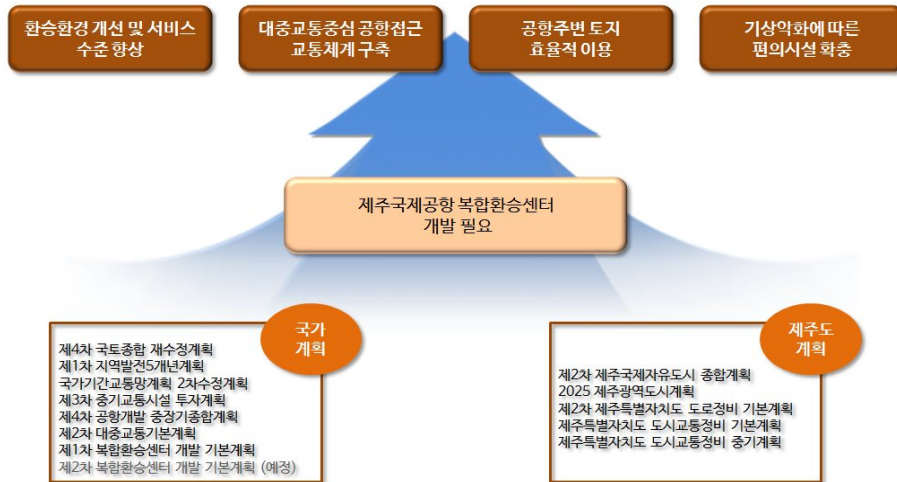 환승환경 개선 및 서비스
수준 향상
대중교통중심 공항접근
교통체계 구축
공항주변 토지
효율적 이용
기상악화에 따른
편의시설 확충
제주국제공항 복합환승센터
개발 필요
국가
계획
제4차 국토종합 재수정계획
제1차 지역발전5개년계획
국가기간교통망계획 2차수정계획
제3차 중기교통시설 투자계획
제4차 공항개발 중장기종합계획
제2차 대중교통기본계획
제1차 복합환승센터 개발 기본계획
제2차 복합환승센터 개발 기본계획 (예정)
제주도
계획
제2차 제주국제자유도시 종합계획
2025 제주광역도시계획
제2차 제주특별자치도 도로정비 기본계획
제주특별자치도 도시교통정비 기본계획
제주특별자치도 도시교통정비 중기계획